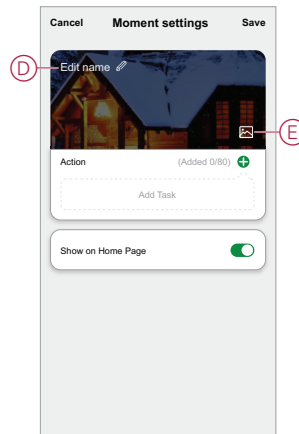 Cancel Moment settings Save
D Edit name
E
Action (Added 0/80)
Add Task
Show on Home Page